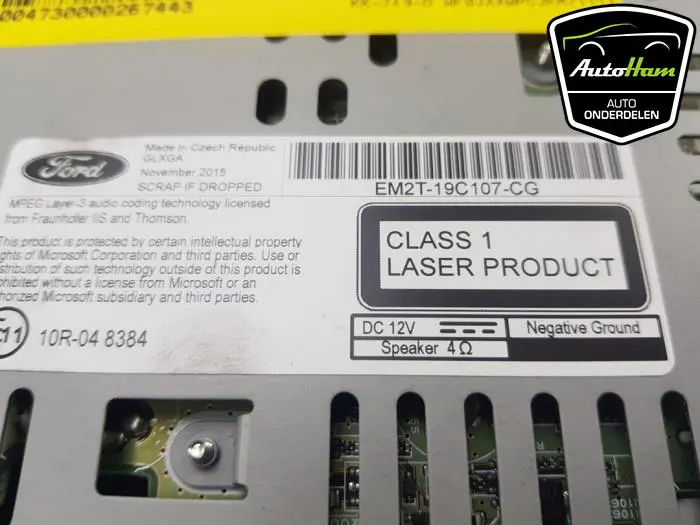 000473000000267443
AutoHam
AUTO
ONDERDELEN
Ford
Made in Czech Republic
GLXGA
November 2015
SCRAP IF DROPPED
EM2T-19C107-CG
MPEG Layer-3 audio coding technology licensed
from Fraunhofer IIS and Thomson.
This product is protected by certain intellectual property
rights of Microsoft Corporation and third parties. Use or
distribution of such technology outside of this product is
prohibited without a license from Microsoft or an
authorized Microsoft subsidiary and third parties.
CLASS 1
LASER PRODUCT
DC 12V
Negative Ground
Speaker 4Ω
E11 10R-04 8384